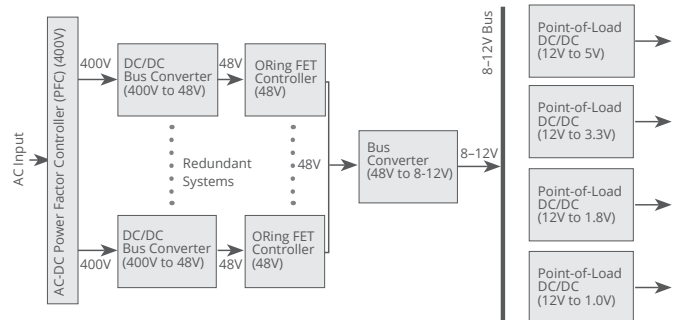 AC Input
AC-DC Power Factor Controller (PFC) (400V)
400V
DC/DC
Bus Converter
(400V to 48V)
48V
ORing FET
Controller
(48V)
Redundant
Systems
48V
400V
DC/DC
Bus Converter
(400V to 48V)
48V
ORing FET
Controller
(48V)
Bus
Converter
(48V to 8-12V)
8–12V
8–12V Bus
Point-of-Load
DC/DC
(12V to 5V)
Point-of-Load
DC/DC
(12V to 3.3V)
Point-of-Load
DC/DC
(12V to 1.8V)
Point-of-Load
DC/DC
(12V to 1.0V)